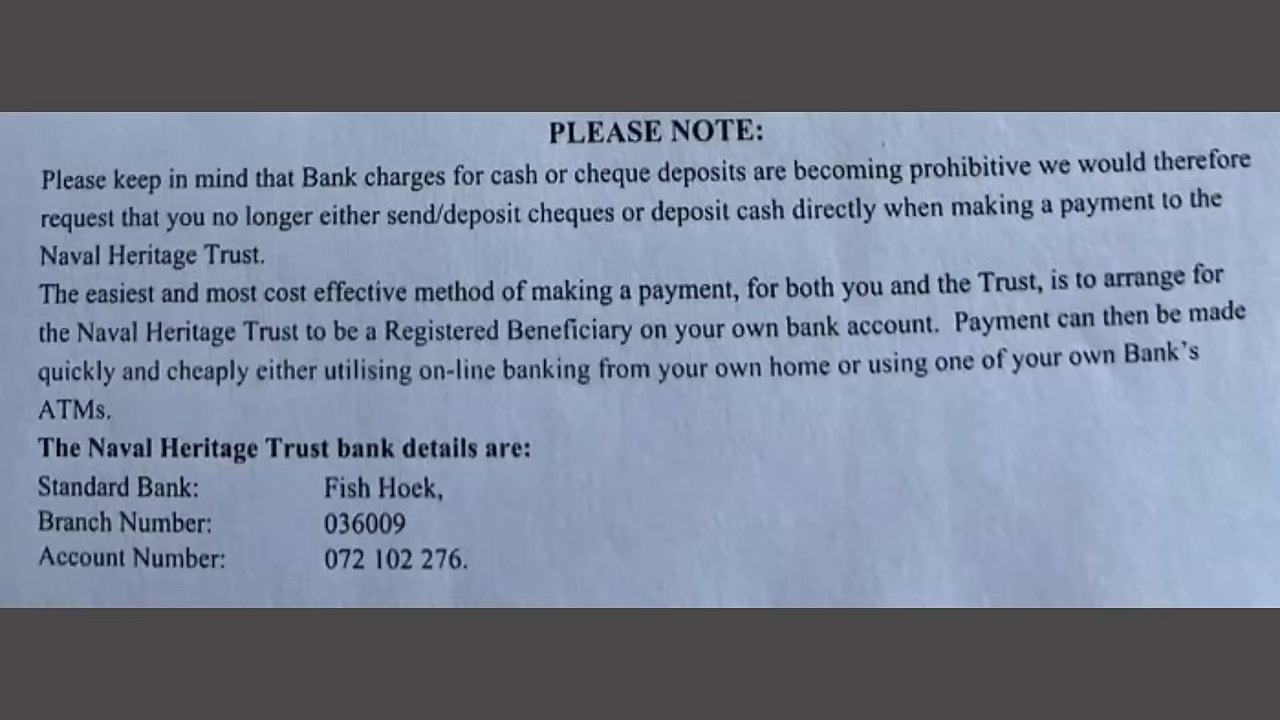 PLEASE NOTE:
Please keep in mind that Bank charges for cash or cheque deposits are becoming prohibitive we would therefore
request that you no longer either send/deposit cheques or deposit cash directly when making a payment to the
Naval Heritage Trust.
The easiest and most cost effective method of making a payment, for both you and the Trust, is to arrange for
the Naval Heritage Trust to be a Registered Beneficiary on your own bank account. Payment can then be made
quickly and cheaply either utilising on-line banking from your own home or using one of your own Bank's
ATMs.
The Naval Heritage Trust bank details are:
Standard Bank: Fish Hoek,
Branch Number: 036009
Account Number: 072 102 276.